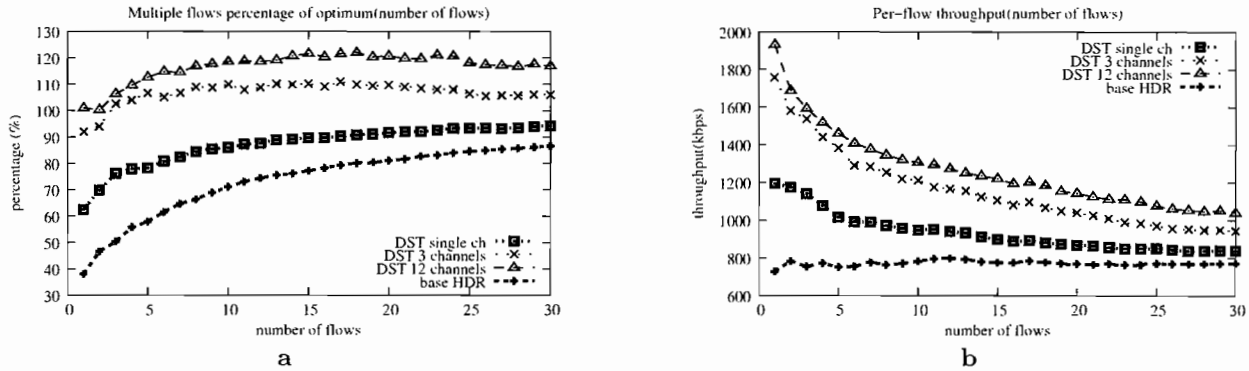 Multiple flows percentage of optimum(number of flows)
percentage (%)
130
120
110
100
90
80
70
60
50
40
30
DST single ch
DST 3 channels
DST 12 channels
base HDR
0 5 10 15 20 25 30
number of flows
a
Per-flow throughput(number of flows)
throughput(kbps)
2000
1800
1600
1400
1200
1000
800
600
DST single ch
DST 3 channels
DST 12 channels
base HDR
0 5 10 15 20 25 30
number of flows
b